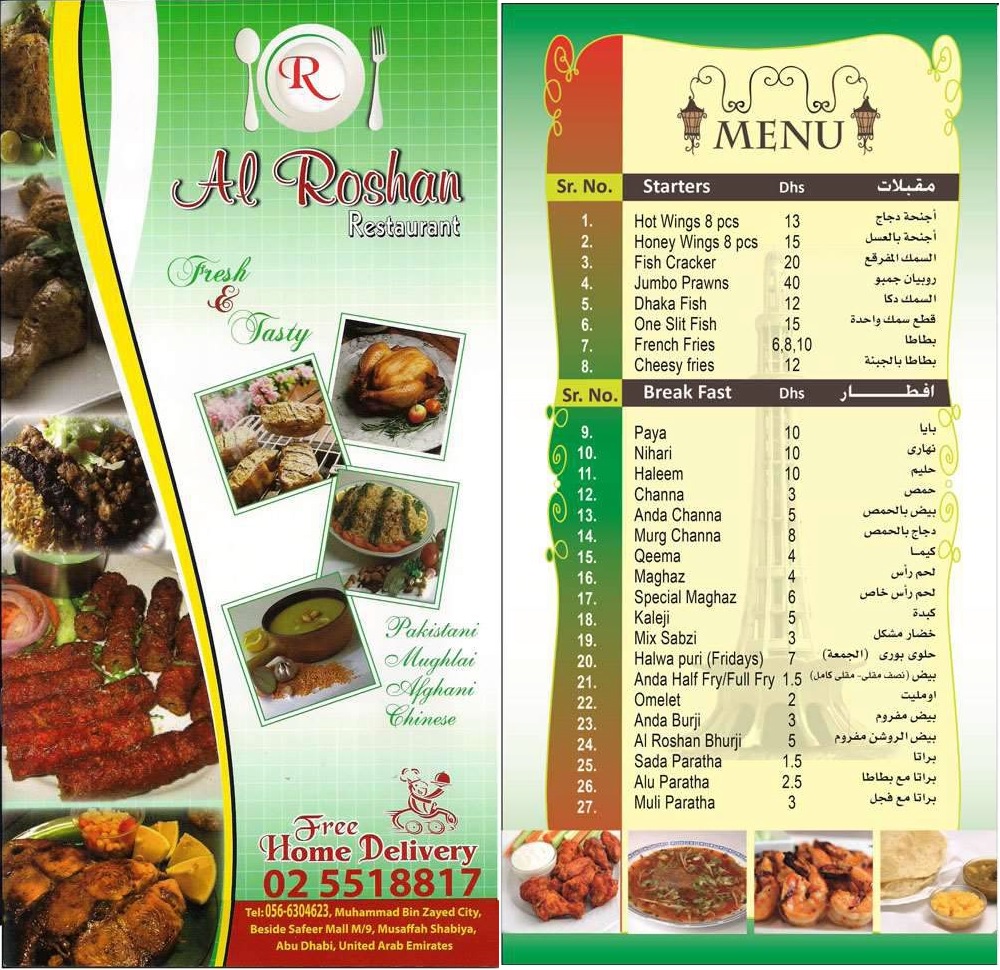 R
Al Roshan
Restaurant
Fresh
&
Tasty
Pakistani
Mughlai
Afghani
Chinese
Free
Home Delivery
02 5518817
Tel: 056-6304623, Muhammad Bin Zayed City,
Beside Safeer Mall M/9, Musaffah Shabiya,
Abu Dhabi, United Arab Emirates
MENU
Sr. No. Starters Dhs مقبلات
1. Hot Wings 8 pcs 13 أجنحة دجاج
2. Honey Wings 8 pcs 15 أجنحة بالعسل
3. Fish Cracker 20 السمك المفرقع
4. Jumbo Prawns 40 روبيان جمبو
5. Dhaka Fish 12 السمك دكا
6. One Slit Fish 15 قطع سمك واحدة
7. French Fries 6,8,10 بطاطا
8. Cheesy fries 12 بطاطا بالجبنة
Sr. No. Break Fast Dhs افطــــــــار
9. Paya 10 بايا
10. Nihari 10 نهارى
11. Haleem 10 حليم
12. Channa 3 حمص
13. Anda Channa 5 بيض بالحمص
14. Murg Channa 8 دجاج بالحمص
15. Qeema 4 كيمـا
16. Maghaz 4 لحم رأس
17. Special Maghaz 6 لحم رأس خاص
18. Kaleji 5 كبدة
19. Mix Sabzi 3 خضار مشكل
20. Halwa puri (Fridays) 7 حلوى بورى (الجمعة)
21. Anda Half Fry/Full Fry 1.5 بيض (نصف مقلى- مقلى كامل)
22. Omelet 2 اومليت
23. Anda Burji 3 بيض مفروم
24. Al Roshan Bhurji 5 بيض الروشن مفروم
25. Sada Paratha 1.5 براتا
26. Alu Paratha 2.5 براتا مع بطاطا
27. Muli Paratha 3 براتا مع فجل